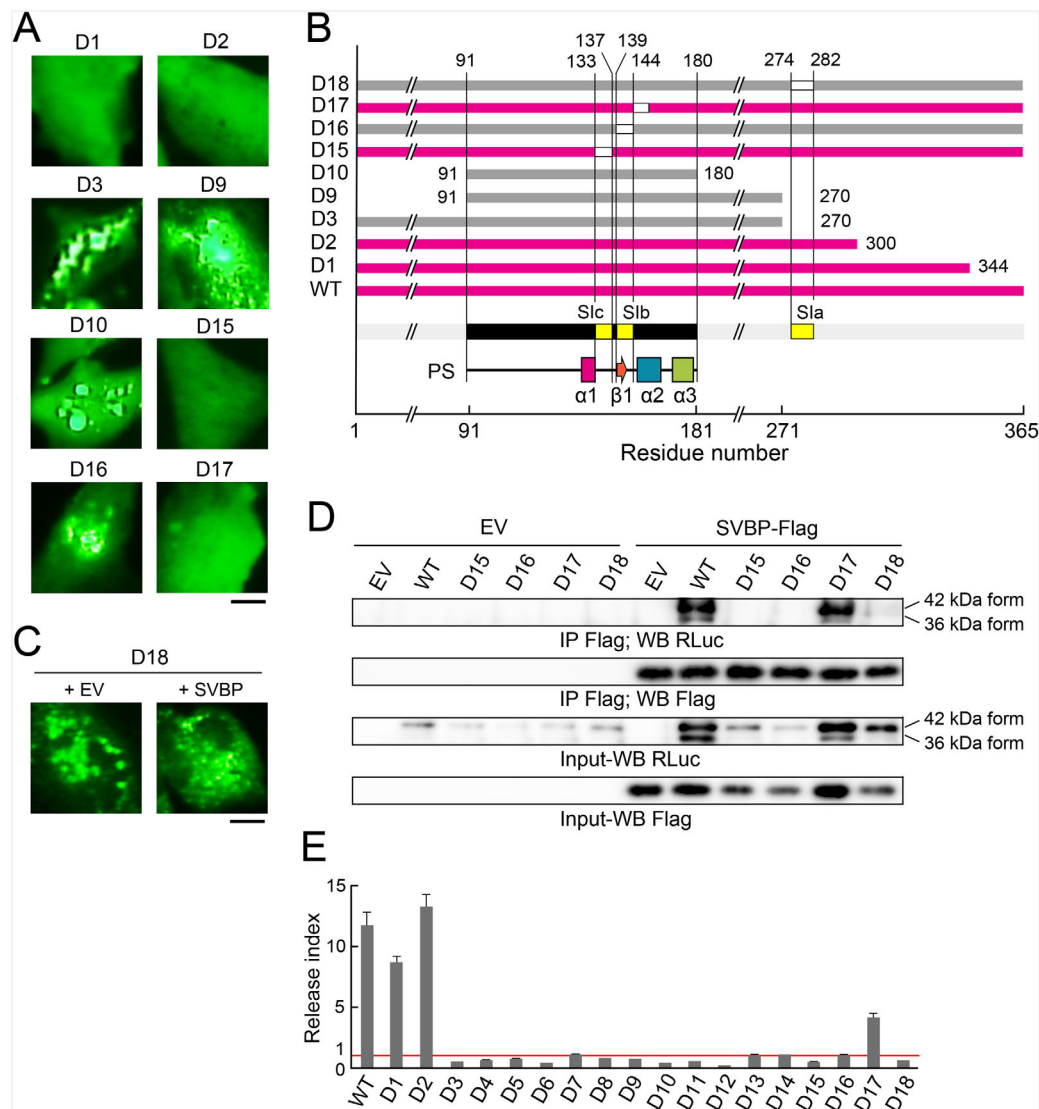 A
D1 D2
D3 D9
D10 D15
D16 D17
B
137 139
91 133 144 180 274 282
D18
D17
D16
D15
D10 91 180
D9 91 270
D3 270
D2 300
D1 344
WT
SIc SIb SIa
PS
α1 β1 α2 α3
1 91 181 271 365
Residue number
C
D18
+ EV + SVBP
D
EV SVBP-Flag
EV WT D15 D16 D17 D18 EV WT D15 D16 D17 D18
42 kDa form
36 kDa form
IP Flag; WB RLuc
IP Flag; WB Flag
42 kDa form
36 kDa form
Input-WB RLuc
Input-WB Flag
E
Release index
15
10
5
1
0
WT D1 D2 D3 D4 D5 D6 D7 D8 D9 D10 D11 D12 D13 D14 D15 D16 D17 D18